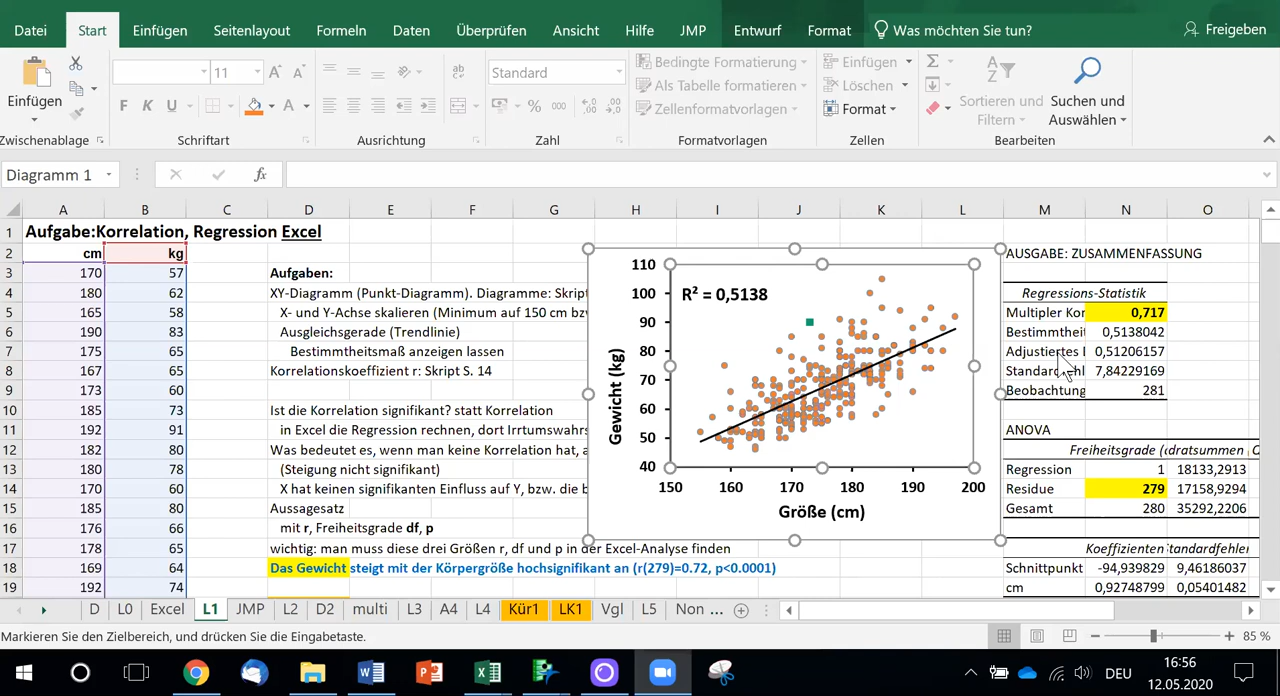 Datei Start Einfügen Seitenlayout Formeln Daten Überprüfen Ansicht Hilfe JMP Entwurf Format Was möchten Sie tun? Freigeben
11 Standard Bedingte Formatierung Einfügen
Als Tabelle formatieren Löschen
Einfügen F K U A % 000 Zellenformatvorlagen Format Sortieren und Filtern Suchen und Auswählen
Zwischenablage Schriftart Ausrichtung Zahl Formatvorlagen Zellen Bearbeiten
Diagramm 1 fx
A B C D E F G H I J K L M N O
1 Aufgabe:Korrelation, Regression Excel
2 cm kg AUSGABE: ZUSAMMENFASSUNG
3 170 57 Aufgaben:
4 180 62 XY-Diagramm (Punkt-Diagramm). Diagramme: Skript Regressions-Statistik
5 165 58 X- und Y-Achse skalieren (Minimum auf 150 cm bzw Multipler Kor 0,717
6 190 83 Ausgleichsgerade (Trendlinie) Bestimmtheit 0,5138042
7 175 65 Bestimmtheitsmaß anzeigen lassen Adjustiertes 0,51206157
8 167 65 Korrelationskoeffizient r: Skript S. 14 Standard 7,84229169
9 173 60 Beobachtung 281
10 185 73 Ist die Korrelation signifikant? statt Korrelation
11 192 91 in Excel die Regression rechnen, dort Irrtumswahrs ANOVA
12 182 80 Was bedeutet es, wenn man keine Korrelation hat, Freiheitsgrade (
13 180 78 (Steigung nicht signifikant) Regression 1 18133,2913
14 180 60 X hat keinen signifikanten Einfluss auf Y, bzw. die b Residue 279 17158,9294
15 185 80 Aussagesatz Gesamt 280 35292,2206
16 176 66 mit r, Freiheitsgrade df, p
17 178 65 wichtig: man muss diese drei Größen r, df und p in der Excel-Analyse finden Koeffizienten
18 169 64 Das Gewicht steigt mit der Körpergröße hochsignifikant an (r(279)=0.72, p<0.0001) Schnittpunkt -94,939829 9,46186037
19 192 74 cm 0,92748799 0,05401482
R² = 0,5138
Gewicht (kg)
110
100
90
80
70
60
50
40
150 160 170 180 190 200
Größe (cm)
D L0 Excel L1 JMP L2 D2 multi L3 A4 L4 Kür1 LK1 Vgl L5 Non ...
Markieren Sie den Zielbereich, und drücken Sie die Eingabetaste. 85 %
DEU 16:56
12.05.2020